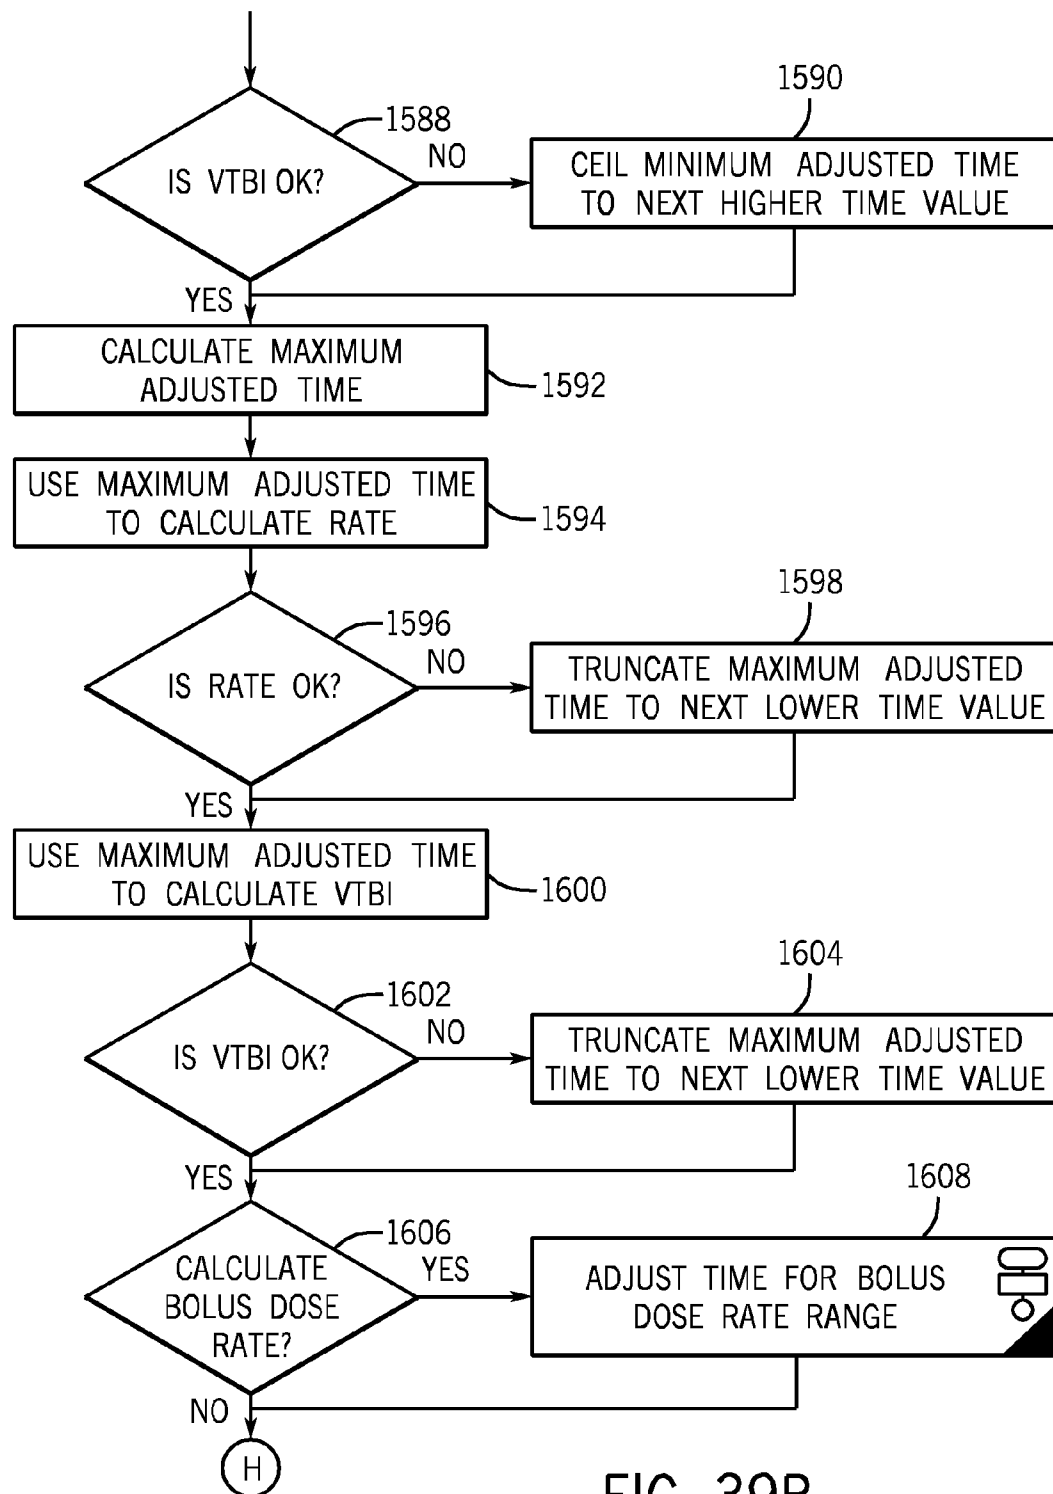 1590
1588
NO
IS VTBI OK?
CEIL MINIMUM ADJUSTED TIME
TO NEXT HIGHER TIME VALUE
YES
CALCULATE MAXIMUM
ADJUSTED TIME
1592
USE MAXIMUM ADJUSTED TIME
TO CALCULATE RATE
1594
1598
1596
NO
IS RATE OK?
TRUNCATE MAXIMUM ADJUSTED
TIME TO NEXT LOWER TIME VALUE
YES
USE MAXIMUM ADJUSTED TIME
TO CALCULATE VTBI
1600
1604
1602
NO
IS VTBI OK?
TRUNCATE MAXIMUM ADJUSTED
TIME TO NEXT LOWER TIME VALUE
YES
1608
1606
YES
CALCULATE
BOLUS DOSE
RATE?
ADJUST TIME FOR BOLUS
DOSE RATE RANGE
NO
H
FIG. 39B